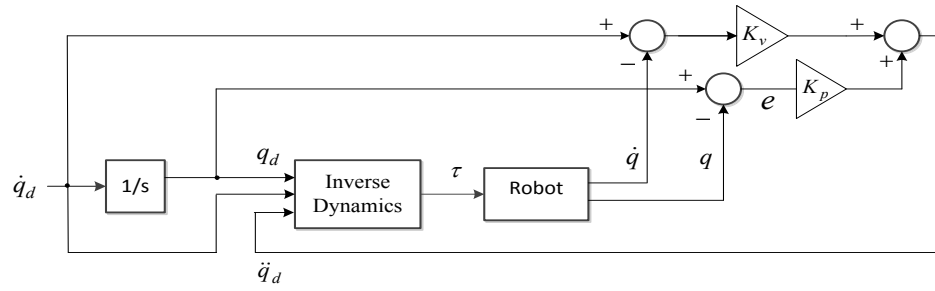 +
K_v
+
−
+
+
K_p
e
−
q̇
q
q_d
τ
q̇_d
1/s
Inverse
Dynamics
Robot
q̈_d